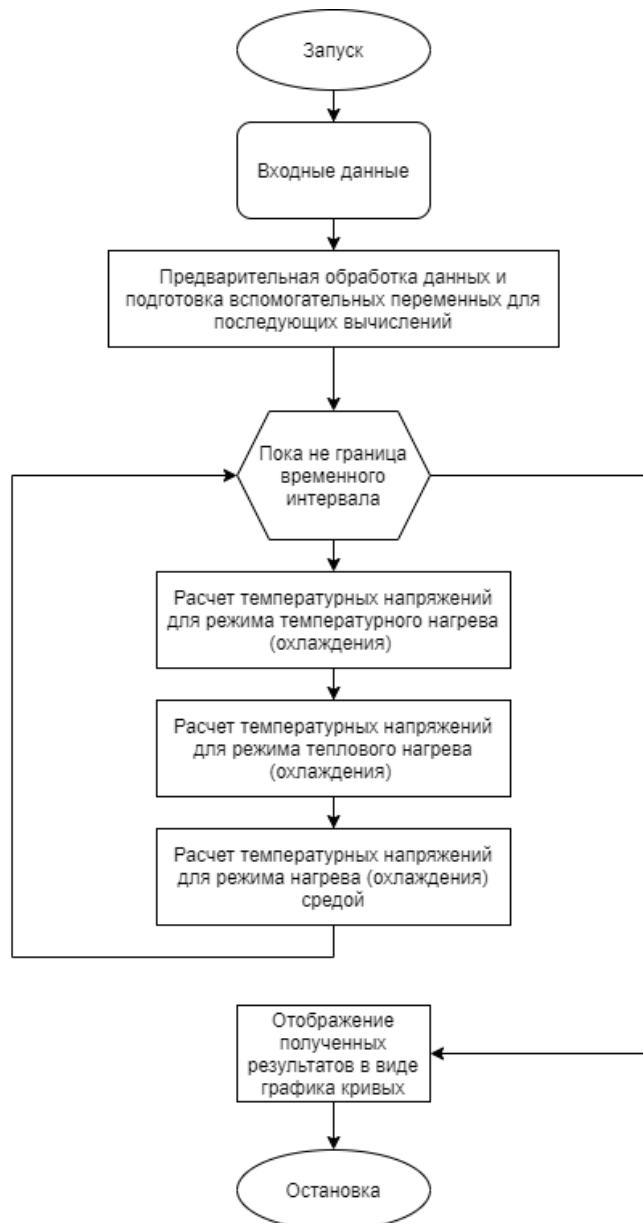 Запуск
Входные данные
Предварительная обработка данных и
подготовка вспомогательных переменных для
последующих вычислений
Пока не граница
временного
интервала
Расчет температурных напряжений
для режима температурного нагрева
(охлаждения)
Расчет температурных напряжений
для режима теплового нагрева
(охлаждения)
Расчет температурных напряжений
для режима нагрева (охлаждения)
средой
Отображение
полученных
результатов в виде
графика кривых
Остановка